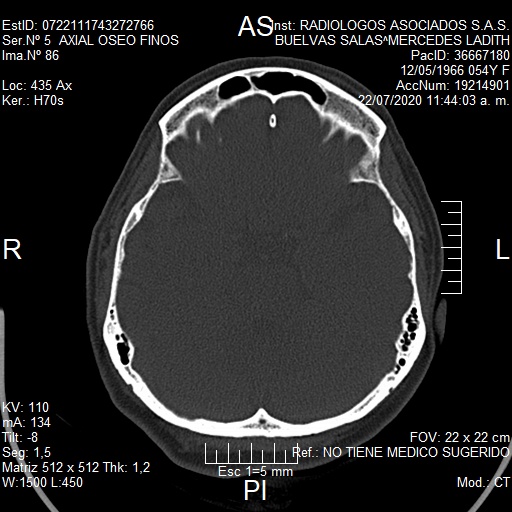 EstID: 0722111743272766
Ser.Nº 5 AXIAL OSEO FINOS
Ima.Nº 86
Loc: 435 Ax
Ker.: H70s
AS
Inst: RADIOLOGOS ASOCIADOS S.A.S.
BUELVAS SALAS^MERCEDES LADITH
PacID: 36667180
12/05/1966 054Y F
AccNum: 19214901
22/07/2020 11:44:03 a. m.
R
L
KV: 110
mA: 134
Tilt: -8
Seg: 1,5
Matriz 512 x 512 Thk: 1,2
W:1500 L:450
Esc 1=5 mm
PI
FOV: 22 x 22 cm
Ref.: NO TIENE MEDICO SUGERIDO
Mod.: CT